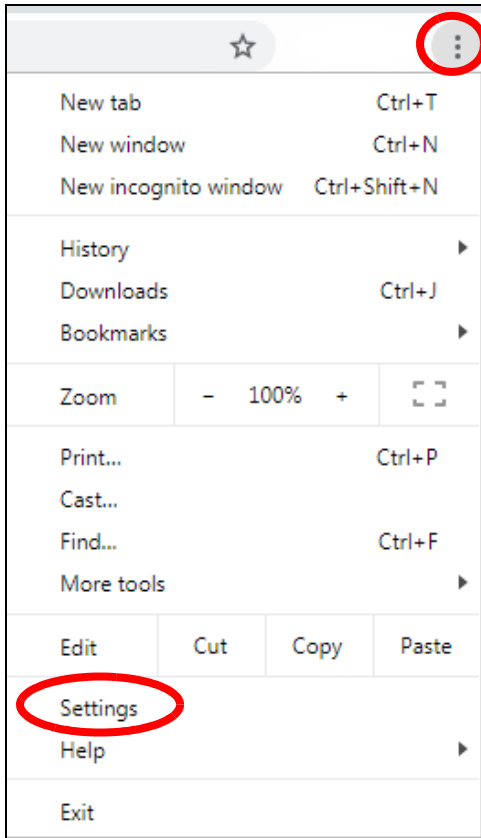 New tab Ctrl+T
New window Ctrl+N
New incognito window Ctrl+Shift+N
History
Downloads Ctrl+J
Bookmarks
Zoom - 100% +
Print... Ctrl+P
Cast...
Find... Ctrl+F
More tools
Edit Cut Copy Paste
Settings
Help
Exit